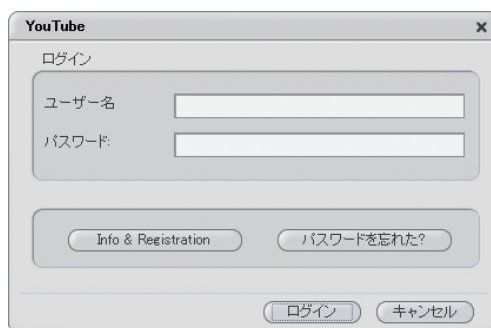 YouTube
ログイン
ユーザー名
パスワード:
Info & Registration
パスワードを忘れた?
ログイン
キャンセル